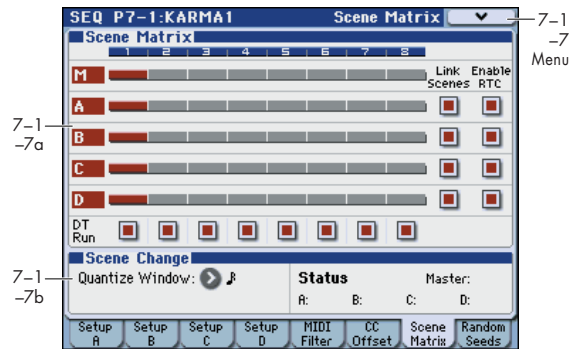 SEQ P7-1:KARMA1 Scene Matrix
7-1
-7
Menu
Scene Matrix
1 2 3 4 5 6 7 8
M Link Enable
Scenes RTC
A
7-1
-7a
B
C
D
DT
Run
Scene Change
7-1
-7b
Quantize Window: Status Master:
A: B: C: D:
Setup A Setup B Setup C Setup D MIDI Filter CC Offset Scene Matrix Random Seeds